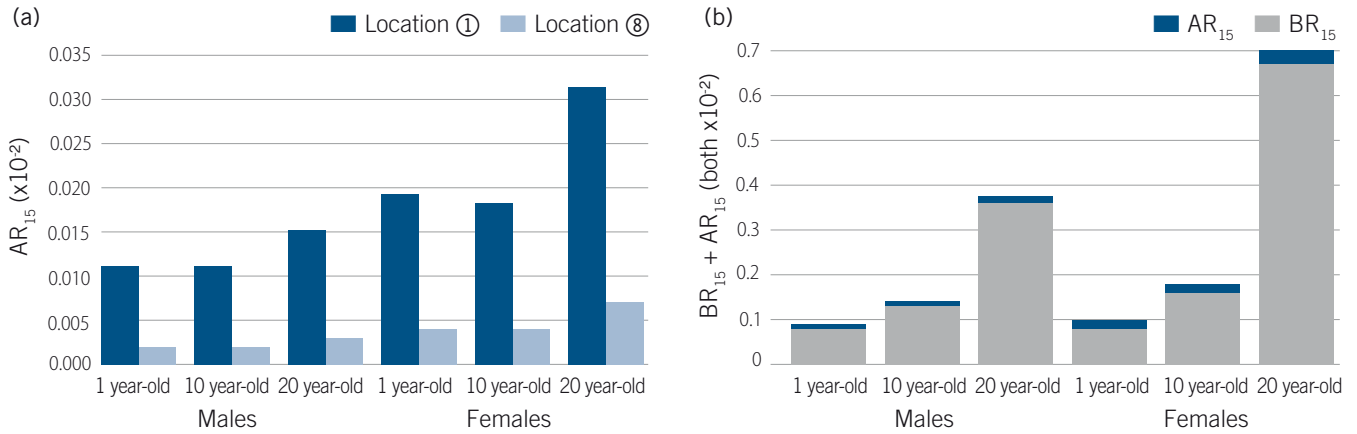 (a)
Location ① Location ⑧
0.035
0.030
0.025
0.020
0.015
0.010
0.005
0.000
AR₁₅ (x10⁻²)
1 year-old 10 year-old 20 year-old 1 year-old 10 year-old 20 year-old
Males Females
(b)
AR₁₅ BR₁₅
0.7
0.6
0.5
0.4
0.3
0.2
0.1
0
BR₁₅ + AR₁₅ (both x10⁻²)
1 year-old 10 year-old 20 year-old 1 year-old 10 year-old 20 year-old
Males Females